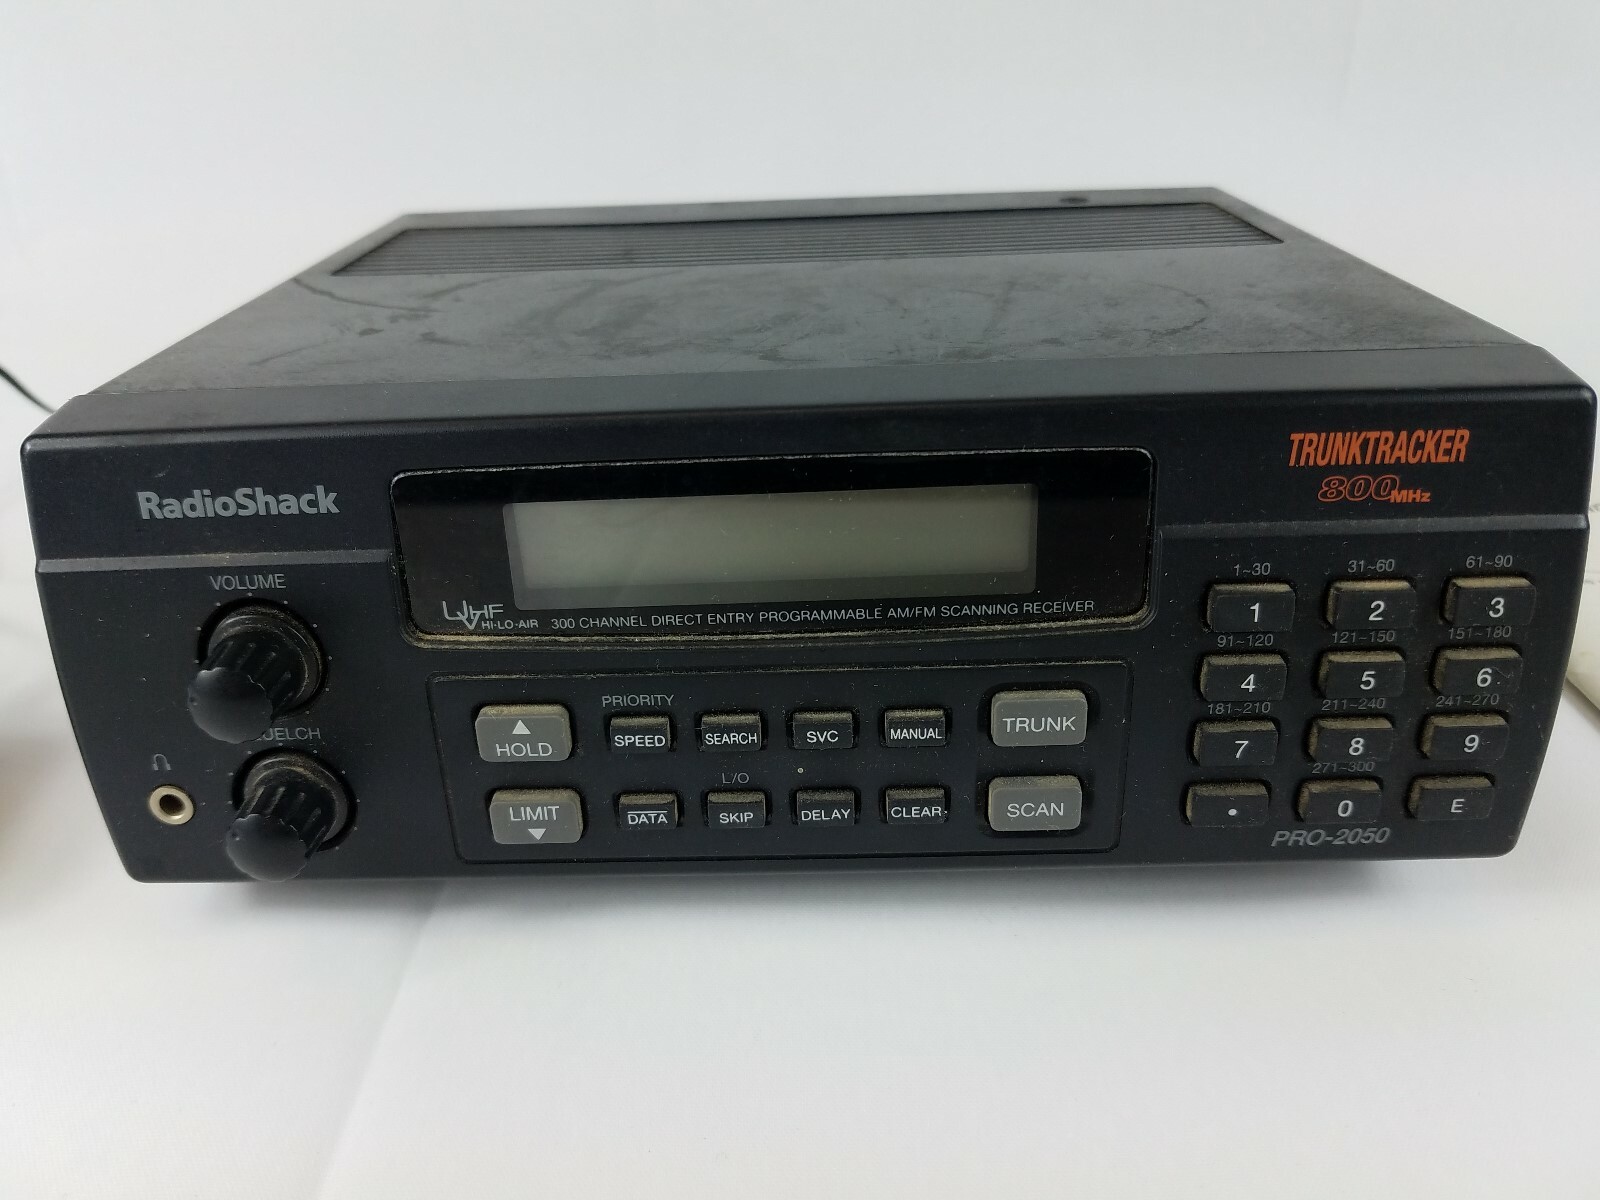 RadioShack
TRUNKTRACKER
800MHz
VOLUME
UVHF
HI-LO-AIR 300 CHANNEL DIRECT ENTRY PROGRAMMABLE AM/FM SCANNING RECEIVER
PRIORITY
▲ HOLD SPEED SEARCH SVC MANUAL TRUNK
L/O
LIMIT ▼ DATA SKIP DELAY CLEAR SCAN
1~30 31~60 61~90
1 2 3
91~120 121~150 151~180
4 5 6
181~210 211~240 241~270
7 8 9
271~300
. 0 E
PRO-2050